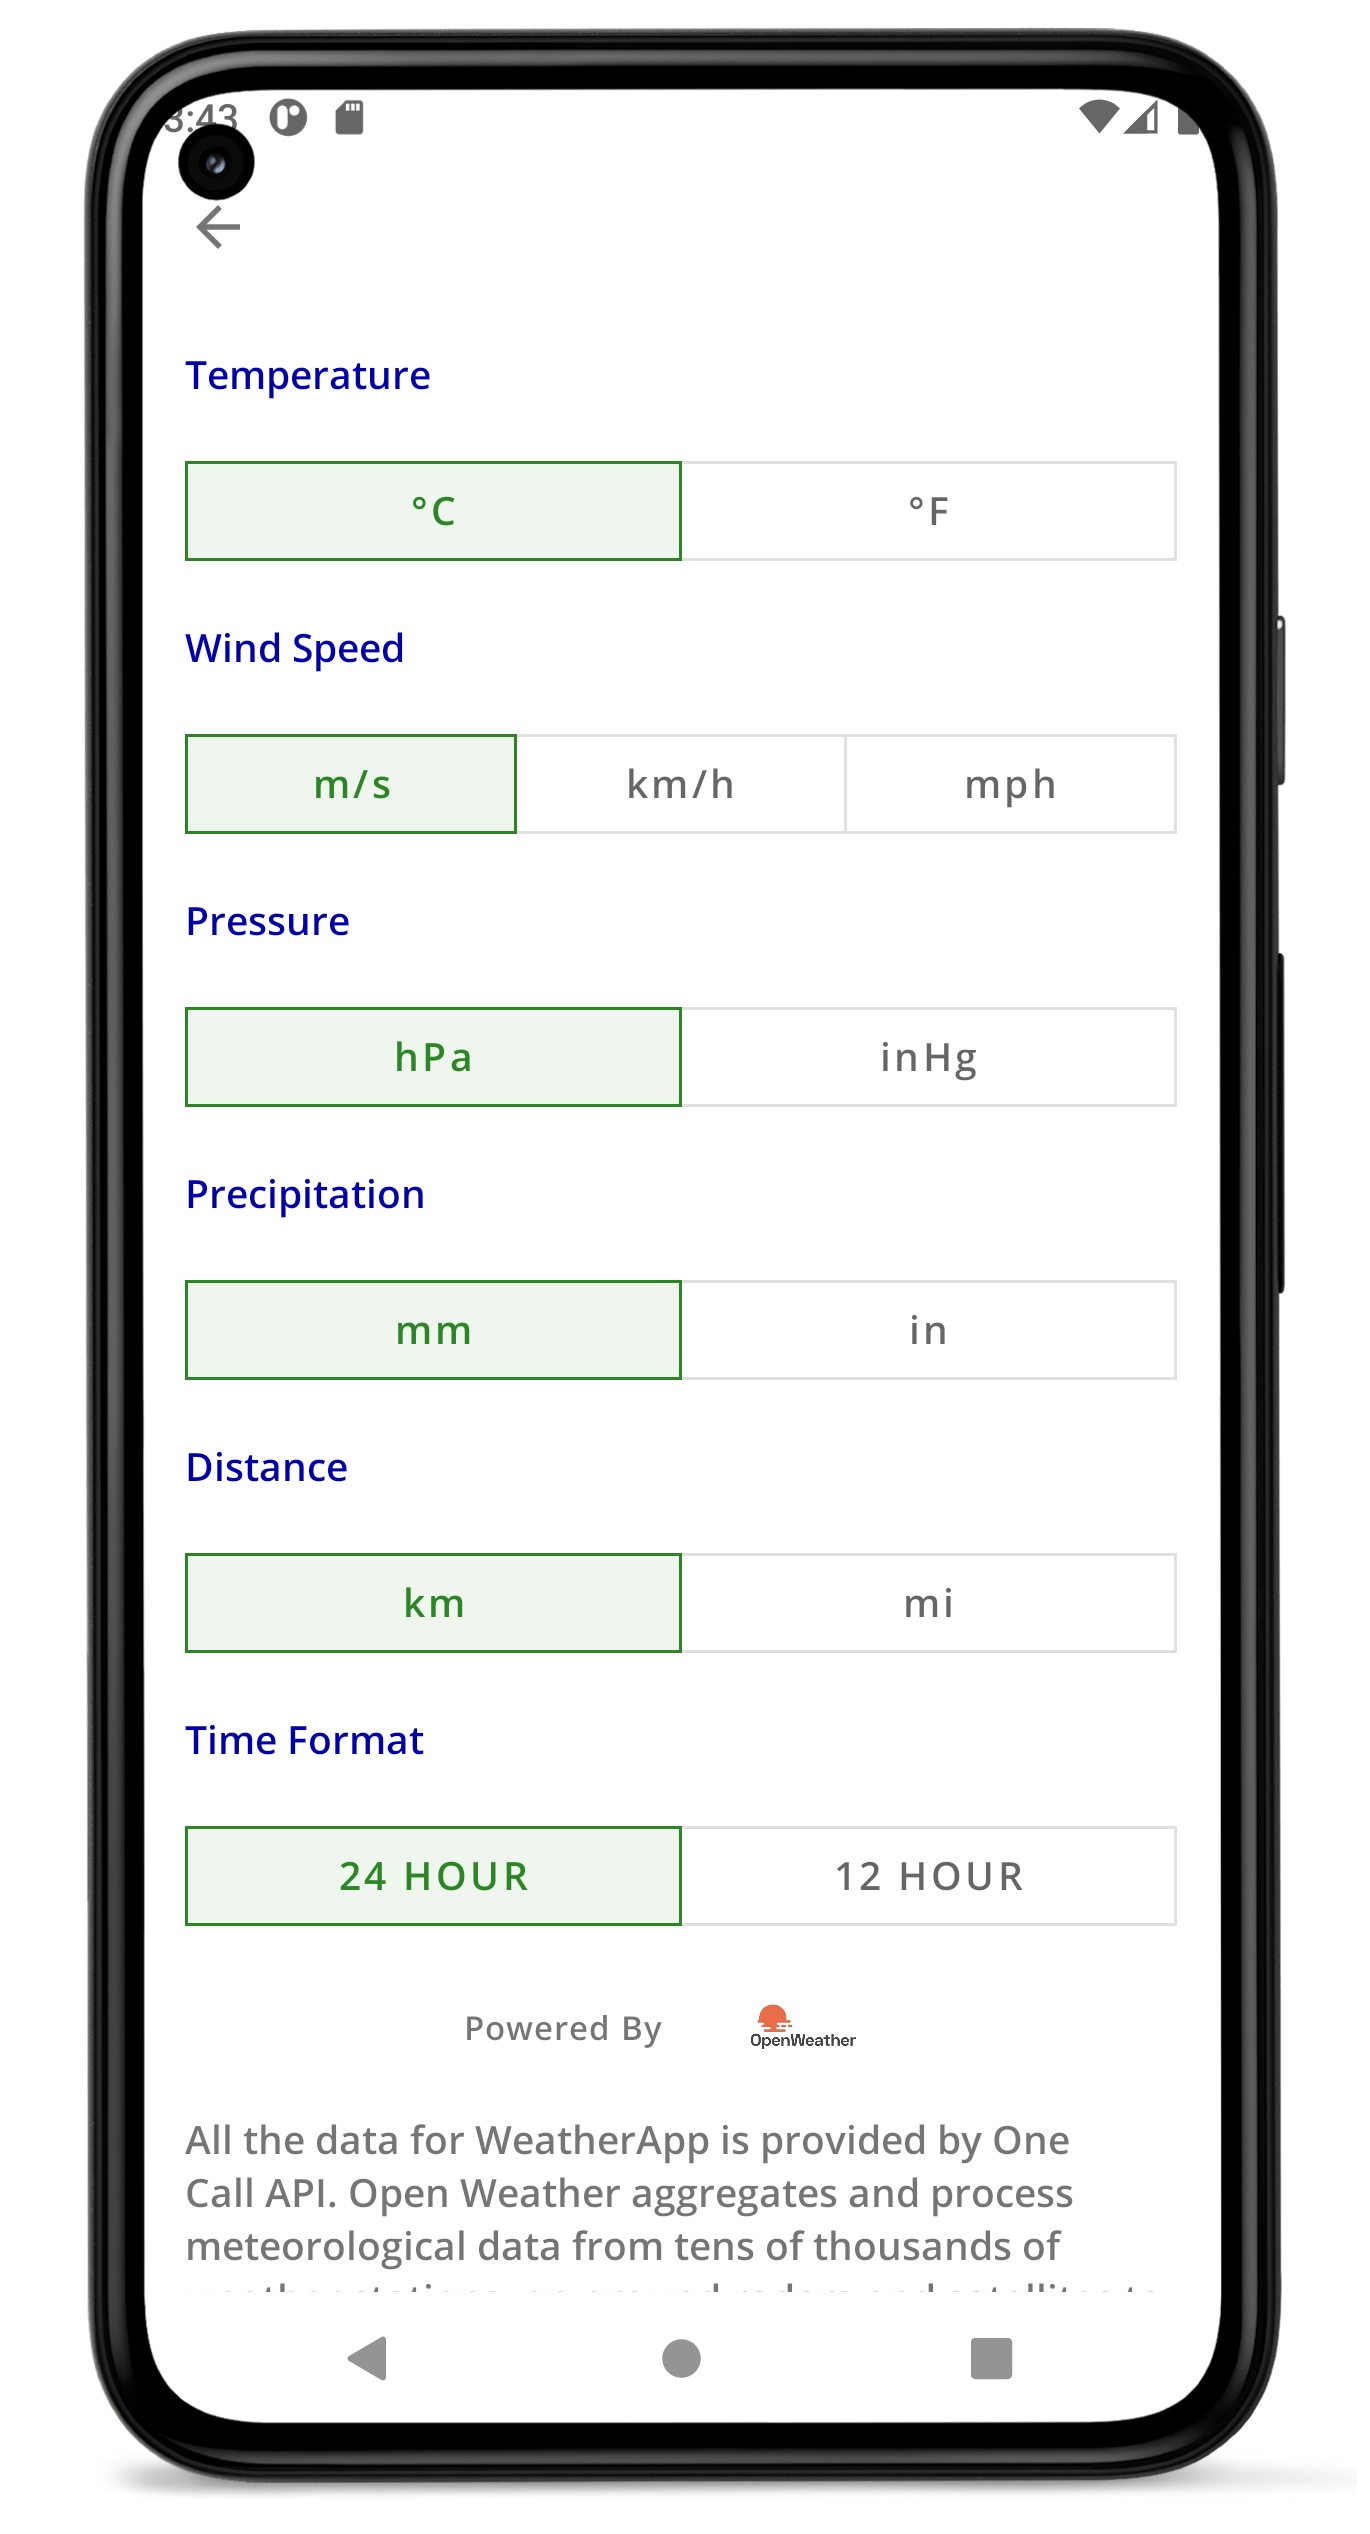 3:43
Temperature
°C °F
Wind Speed
m/s km/h mph
Pressure
hPa inHg
Precipitation
mm in
Distance
km mi
Time Format
24 HOUR 12 HOUR
Powered By OpenWeather
All the data for WeatherApp is provided by One
Call API. Open Weather aggregates and process
meteorological data from tens of thousands of